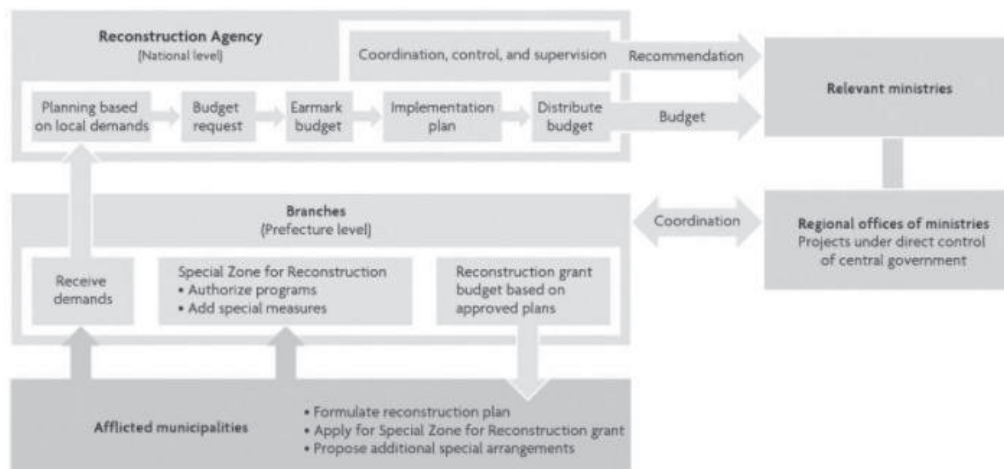 Reconstruction Agency
(National level)
Coordination, control, and supervision
Recommendation
Relevant ministries
Planning based
on local demands
Budget
request
Earmark
budget
Implementation
plan
Distribute
budget
Budget
Branches
(Prefecture level)
Coordination
Regional offices of ministries
Projects under direct control
of central government
Receive
demands
Special Zone for Reconstruction
• Authorize programs
• Add special measures
Reconstruction grant
budget based on
approved plans
Afflicted municipalities
• Formulate reconstruction plan
• Apply for Special Zone for Reconstruction grant
• Propose additional special arrangements